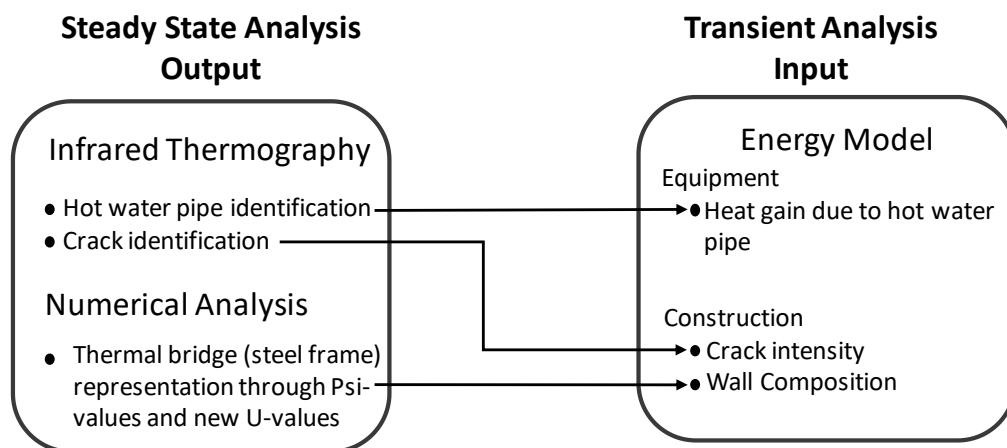 Steady State Analysis
Output
Infrared Thermography
• Hot water pipe identification
• Crack identification
Numerical Analysis
• Thermal bridge (steel frame)
representation through Psi-
values and new U-values
Transient Analysis
Input
Energy Model
Equipment
• Heat gain due to hot water
pipe
Construction
• Crack intensity
• Wall Composition